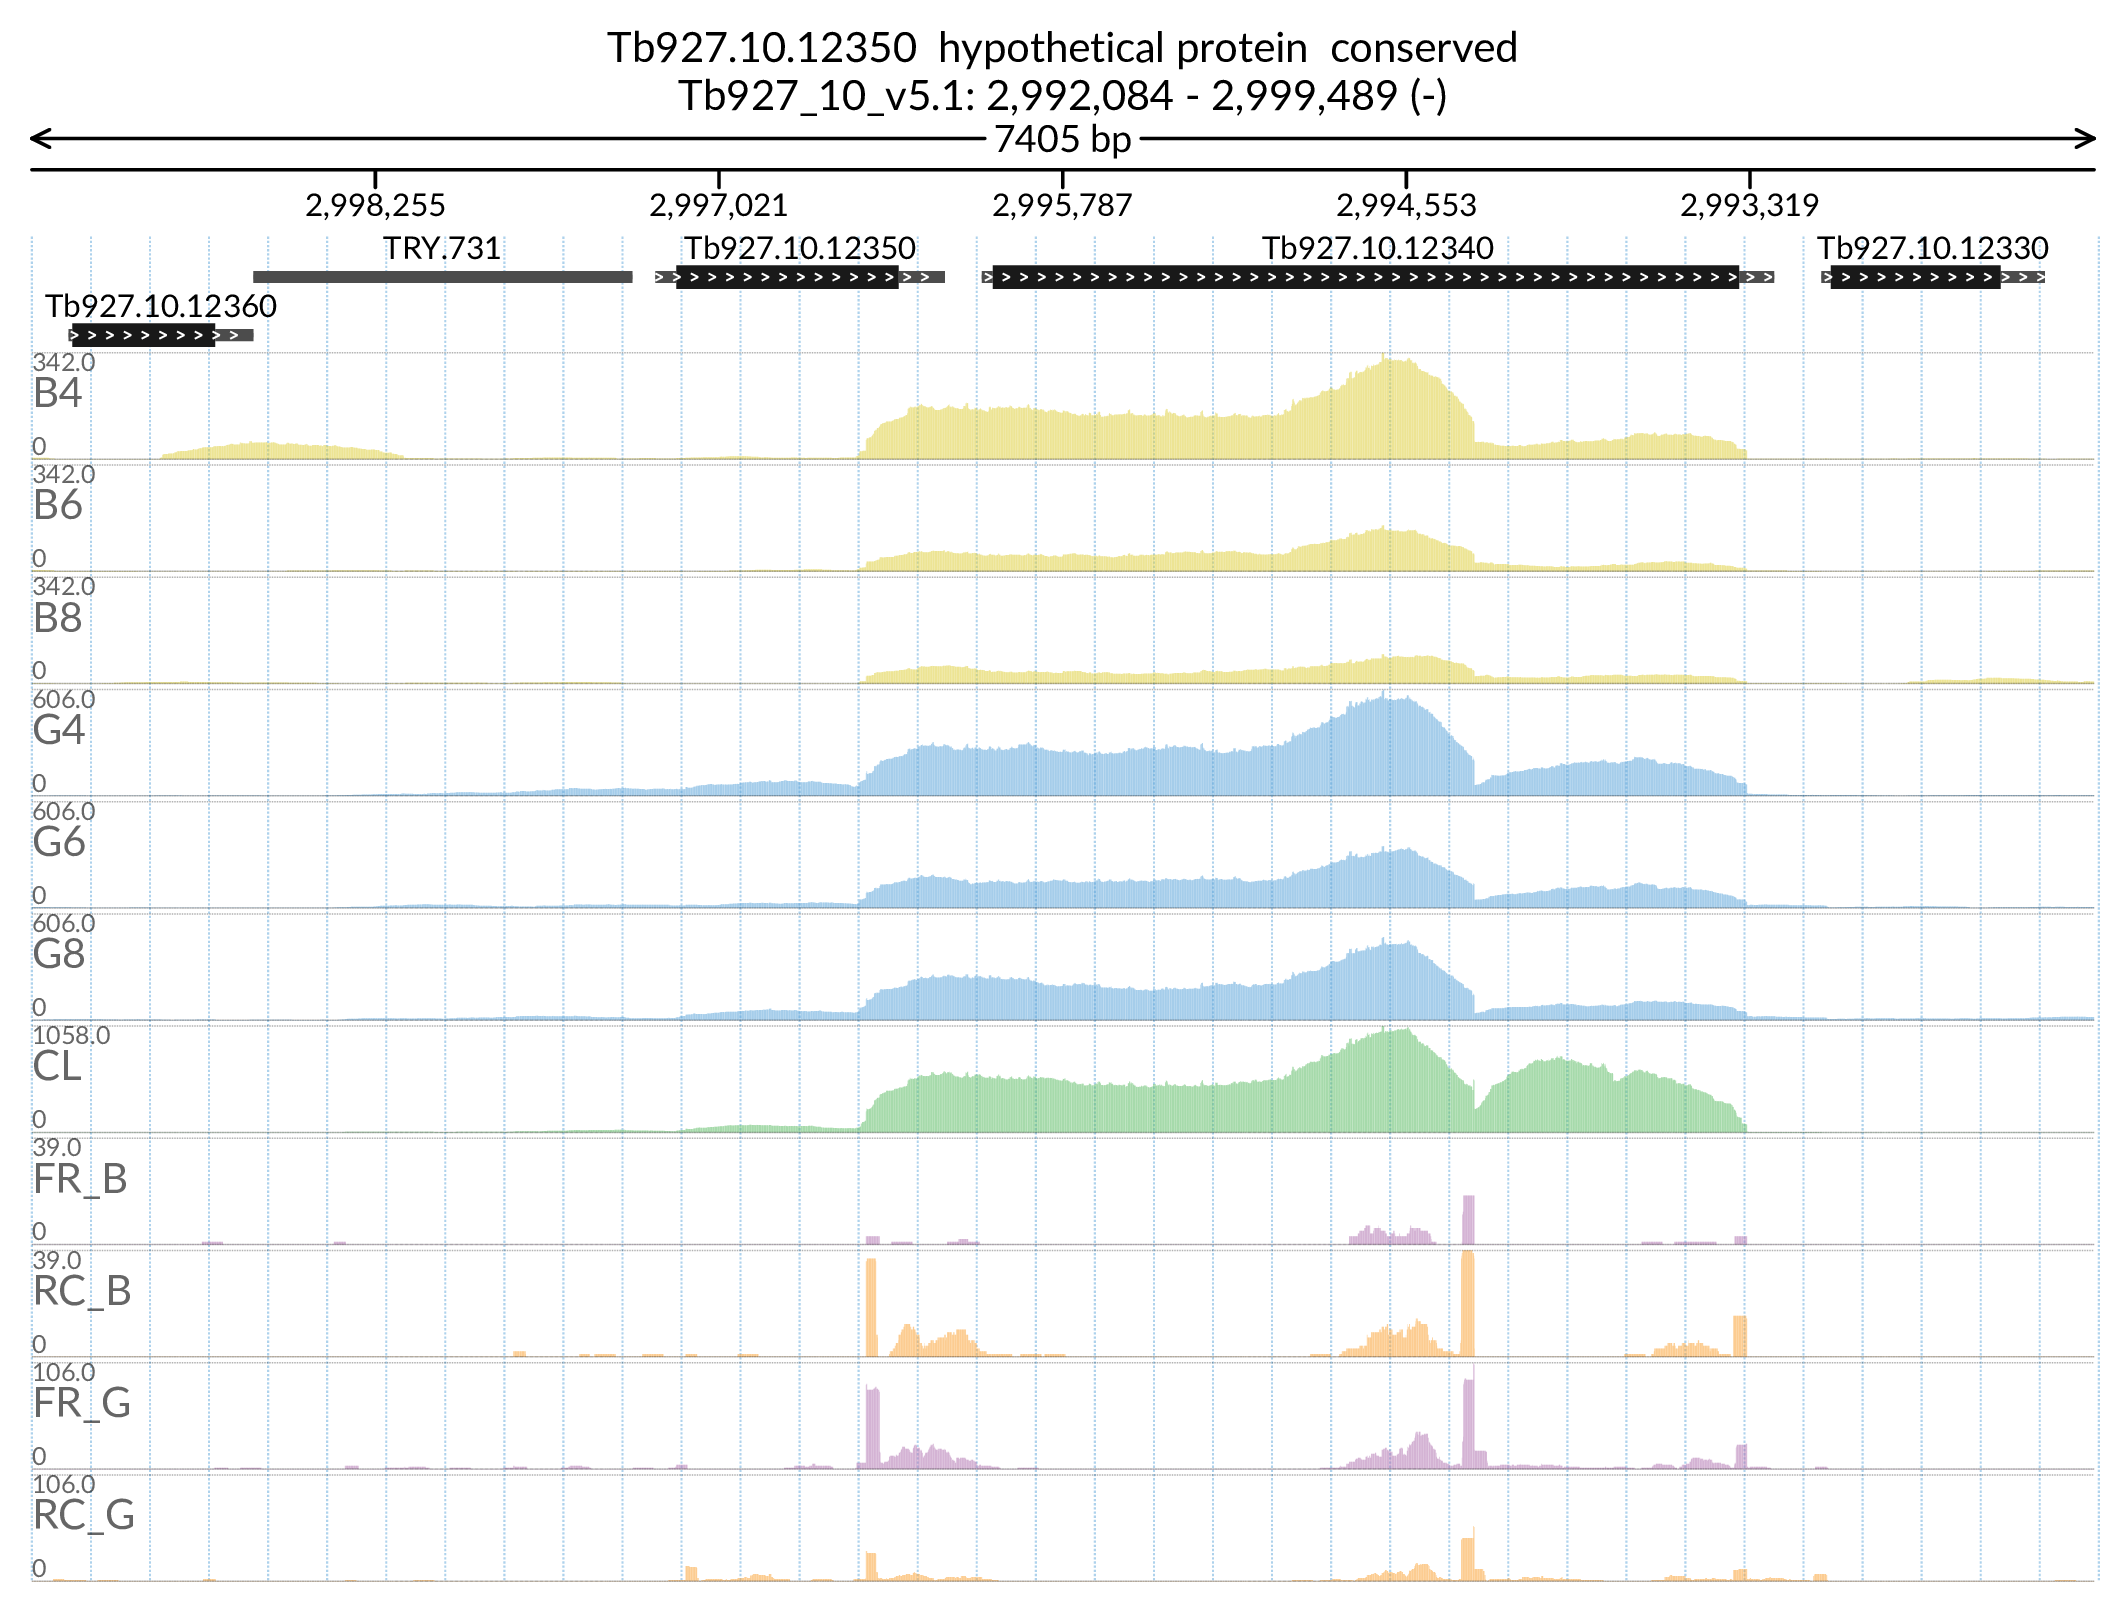 Tb927.10.12350  hypothetical protein  conserved
Tb927_10_v5.1: 2,992,084 - 2,999,489 (-)
7405 bp
2,998,255 2,997,021 2,995,787 2,994,553 2,993,319
TRY.731 Tb927.10.12350 Tb927.10.12340 Tb927.10.12330
Tb927.10.12360
342.0
B4
0
342.0
B6
0
342.0
B8
0
606.0
G4
0
606.0
G6
0
606.0
G8
0
1058.0
CL
0
39.0
FR_B
0
39.0
RC_B
0
106.0
FR_G
0
106.0
RC_G
0